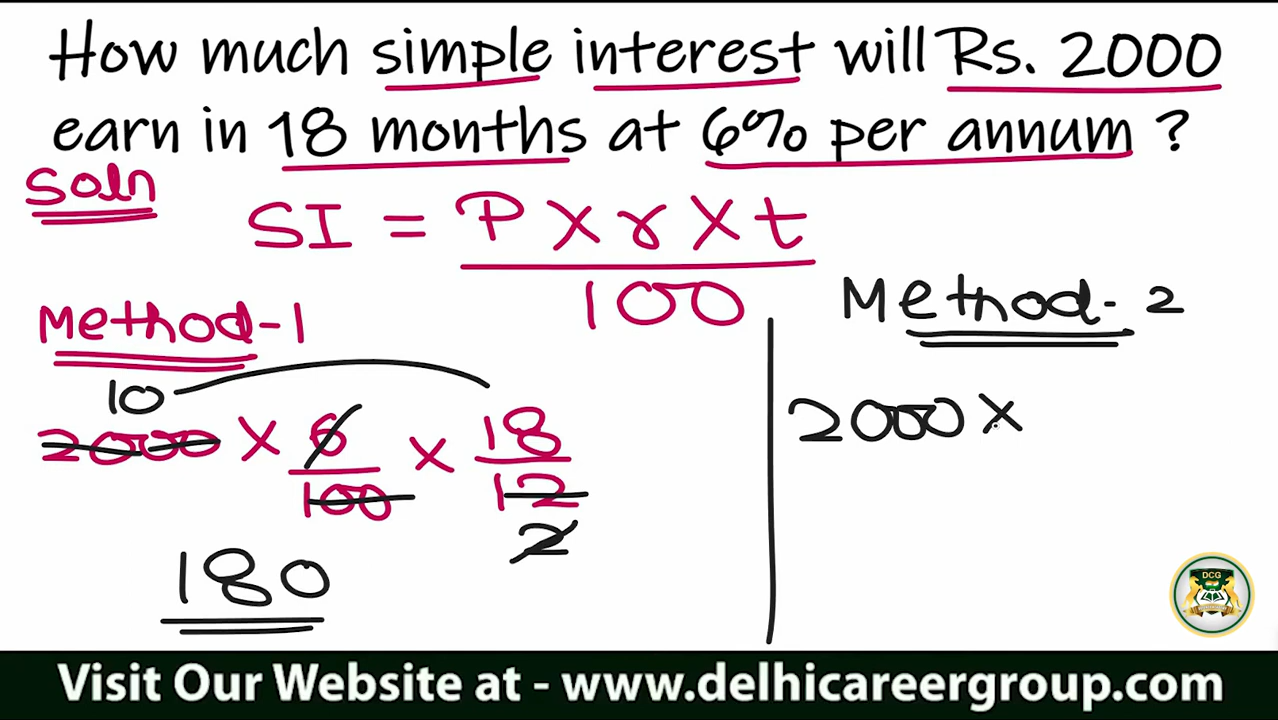 How much simple interest will Rs. 2000
earn in 18 months at 6% per annum ?
Soln
SI = P X r X t
100
Method-1
10
2000 X 6 X 18
100 12
2
180
Method-2
2000 X
DCG
Visit Our Website at - www.delhicareergroup.com